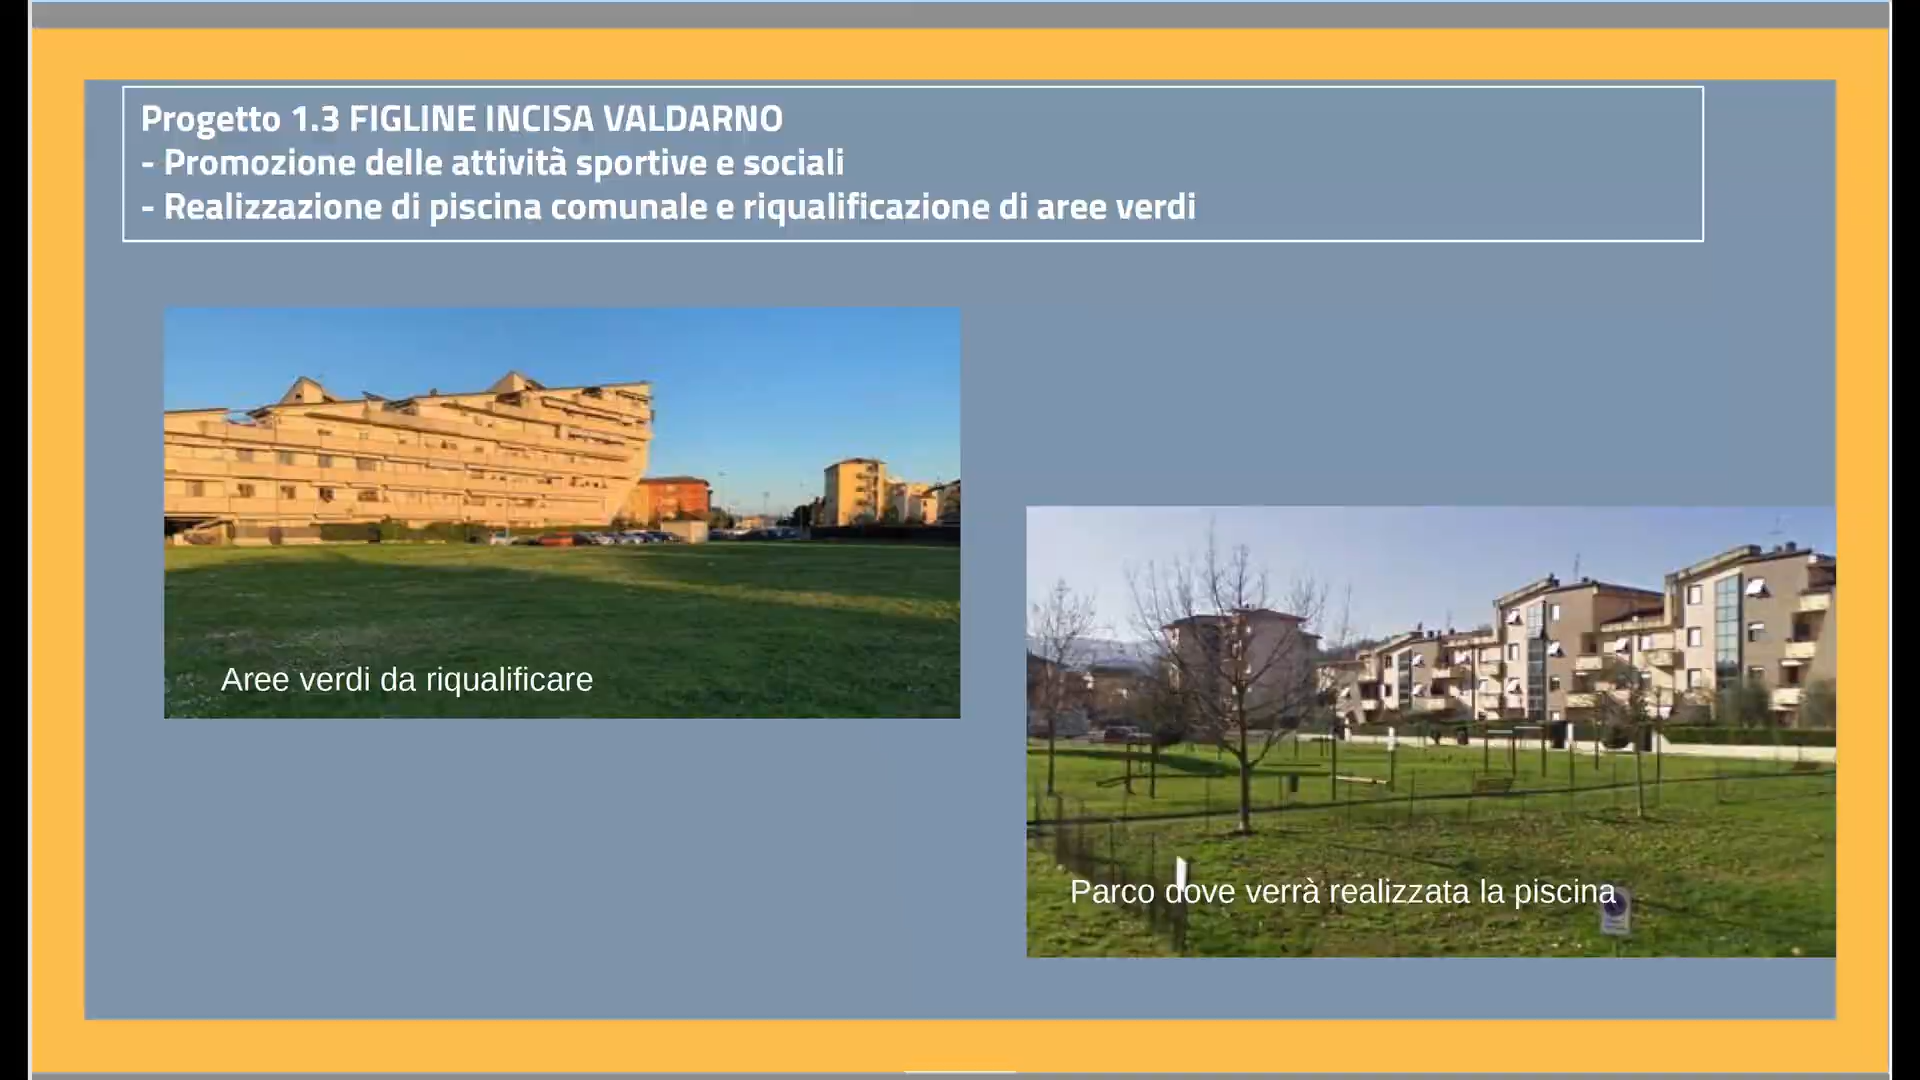 Progetto 1.3 FIGLINE INCISA VALDARNO
- Promozione delle attività sportive e sociali
- Realizzazione di piscina comunale e riqualificazione di aree verdi
Aree verdi da riqualificare
Parco dove verrà realizzata la piscina